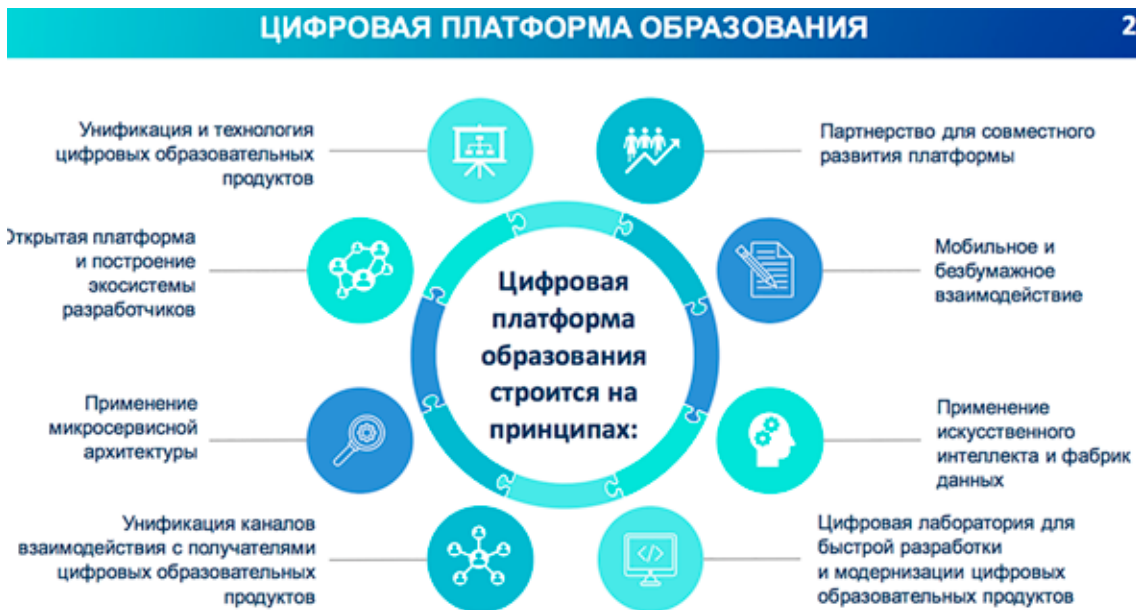 ЦИФРОВАЯ ПЛАТФОРМА ОБРАЗОВАНИЯ
2
Унификация и технология
цифровых образовательных
продуктов
Открытая платформа
и построение
экосистемы
разработчиков
Применение
микросервисной
архитектуры
Унификация каналов
взаимодействия с получателями
цифровых образовательных
продуктов
Цифровая
платформа
образования
строится на
принципах:
Партнерство для совместного
развития платформы
Мобильное и
безбумажное
взаимодействие
Применение
искусственного
интеллекта и фабрик
данных
Цифровая лаборатория для
быстрой разработки
и модернизации цифровых
образовательных продуктов